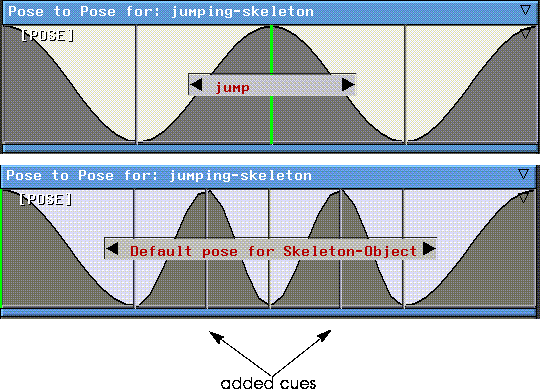 Pose to Pose for: jumping-skeleton
[POSE]
jump
Pose to Pose for: jumping-skeleton
[POSE]
Default pose for Skeleton-Object
added cues